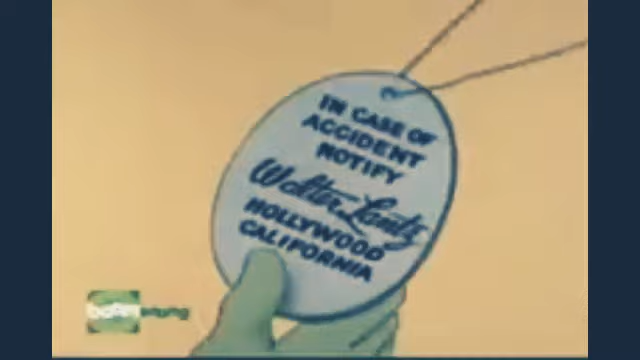 IN CASE OF
ACCIDENT
NOTIFY
Walter Lantz
HOLLYWOOD
CALIFORNIA